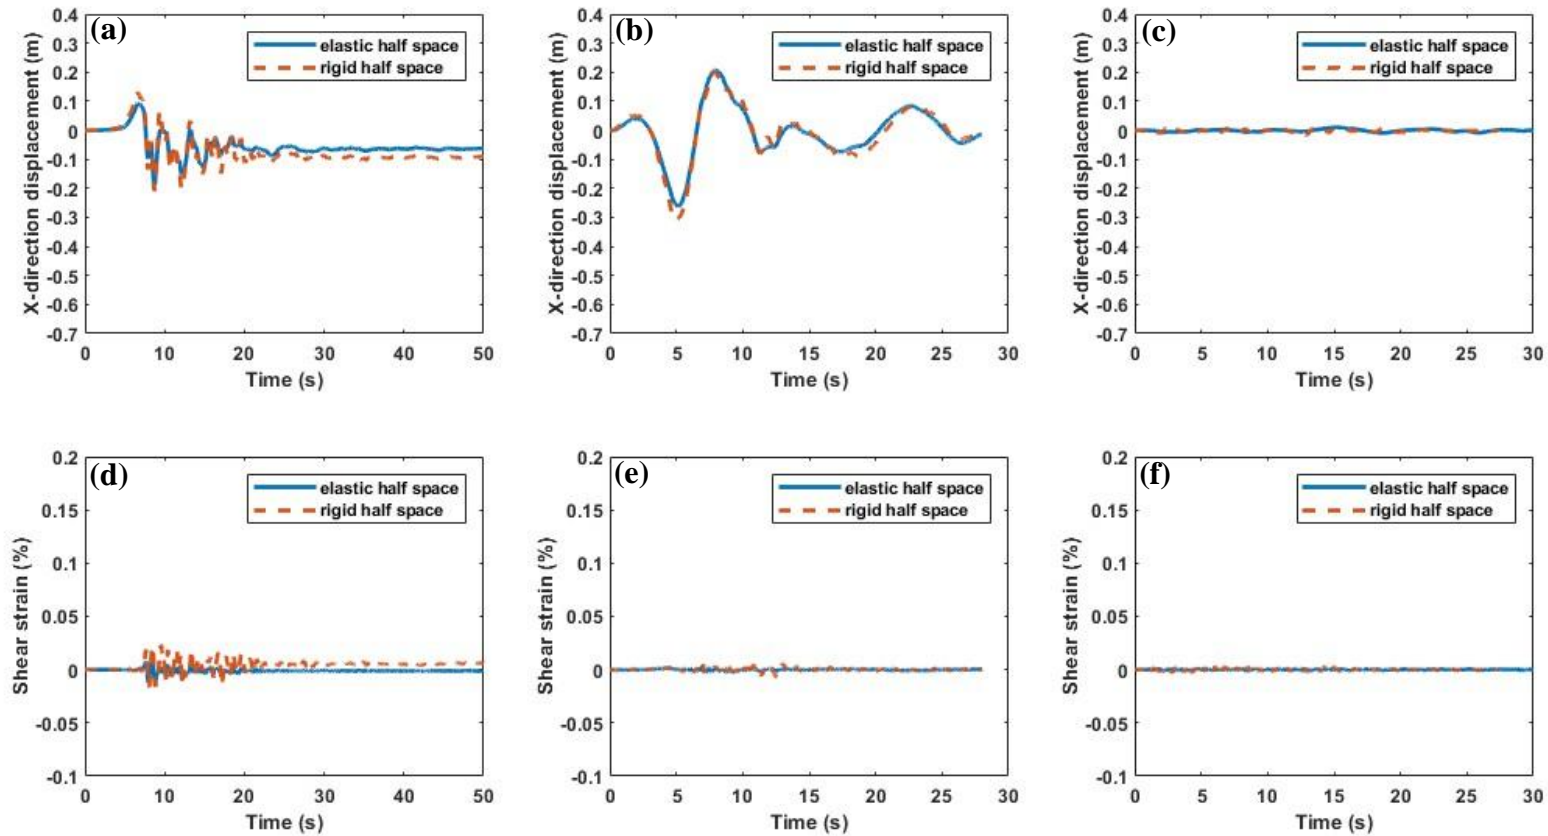 (a)
elastic half space
rigid half space
X-direction displacement (m)
0.4
0.3
0.2
0.1
0
-0.1
-0.2
-0.3
-0.4
-0.5
-0.6
-0.7
0 10 20 30 40 50
Time (s)
(b)
elastic half space
rigid half space
X-direction displacement (m)
0.4
0.3
0.2
0.1
0
-0.1
-0.2
-0.3
-0.4
-0.5
-0.6
-0.7
0 5 10 15 20 25 30
Time (s)
(c)
elastic half space
rigid half space
X-direction displacement (m)
0.4
0.3
0.2
0.1
0
-0.1
-0.2
-0.3
-0.4
-0.5
-0.6
-0.7
0 5 10 15 20 25 30
Time (s)
(d)
elastic half space
rigid half space
Shear strain (%)
0.2
0.15
0.1
0.05
0
-0.05
-0.1
0 10 20 30 40 50
Time (s)
(e)
elastic half space
rigid half space
Shear strain (%)
0.2
0.15
0.1
0.05
0
-0.05
-0.1
0 5 10 15 20 25 30
Time (s)
(f)
elastic half space
rigid half space
Shear strain (%)
0.2
0.15
0.1
0.05
0
-0.05
-0.1
0 5 10 15 20 25 30
Time (s)